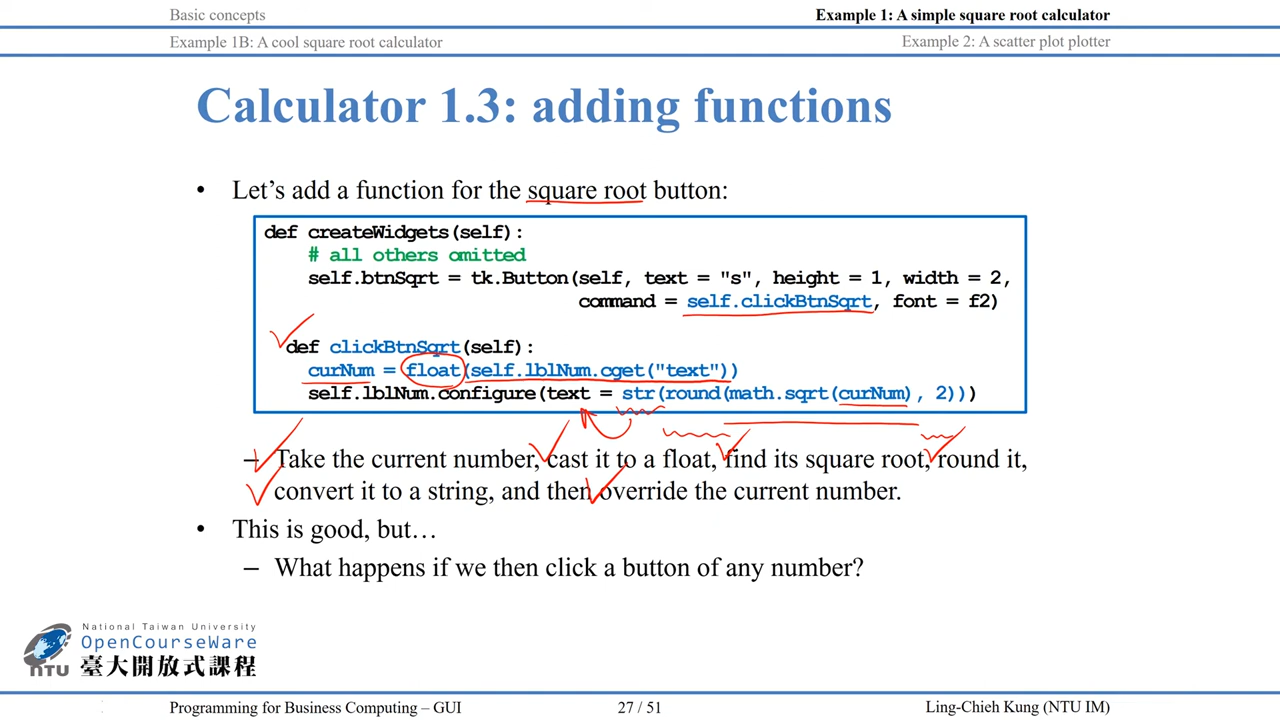 Basic concepts
Example 1: A simple square root calculator
Example 1B: A cool square root calculator
Example 2: A scatter plot plotter
Calculator 1.3: adding functions
• Let’s add a function for the square root button:
def createWidgets(self):
# all others omitted
self.btnSqrt = tk.Button(self, text = "s", height = 1, width = 2,
command = self.clickBtnSqrt, font = f2)
def clickBtnSqrt(self):
curNum = float(self.lblNum.cget("text"))
self.lblNum.configure(text = str(round(math.sqrt(curNum), 2)))
– Take the current number, cast it to a float, find its square root, round it,
convert it to a string, and then override the current number.
• This is good, but…
– What happens if we then click a button of any number?
National Taiwan University
OpenCourseWare
NTU 臺大開放式課程
Programming for Business Computing – GUI
27 / 51
Ling-Chieh Kung (NTU IM)